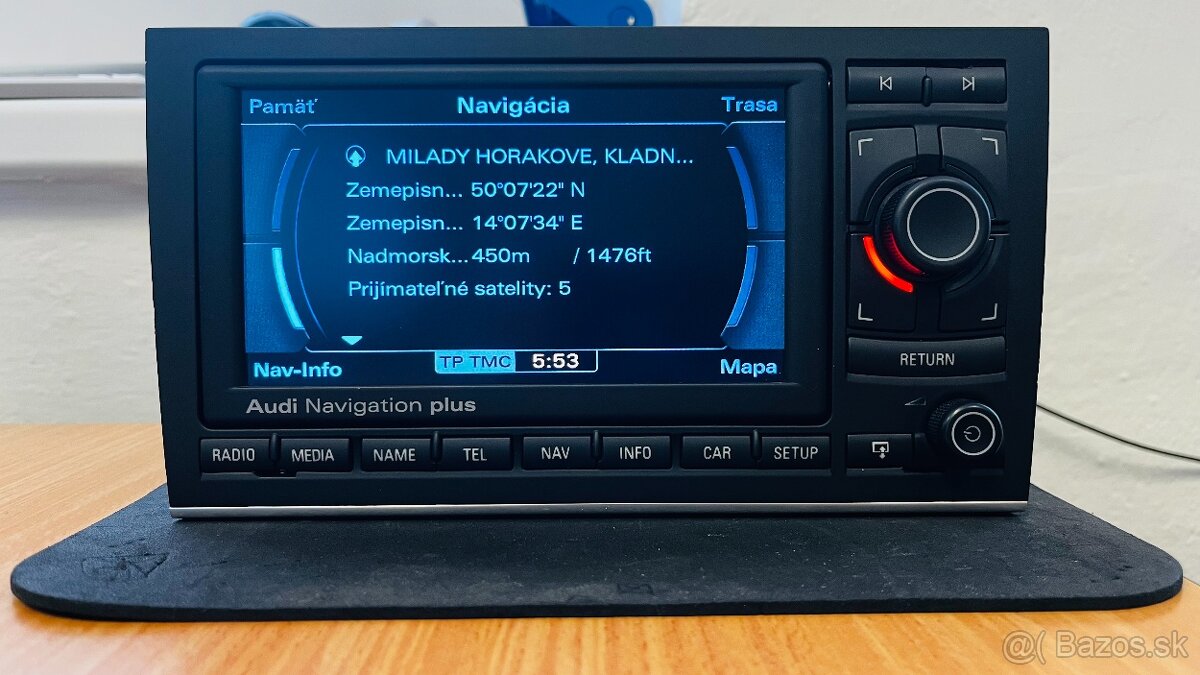 Pamäť Navigácia Trasa
MILADY HORAKOVE, KLADN...
Zemepisn... 50°07'22" N
Zemepisn... 14°07'34" E
Nadmorsk... 450m / 1476ft
Prijímateľné satelity: 5
Nav-Info TP TMC 5:53 Mapa
Audi Navigation plus
RETURN
RADIO MEDIA NAME TEL NAV INFO CAR SETUP
@( Bazos.sk